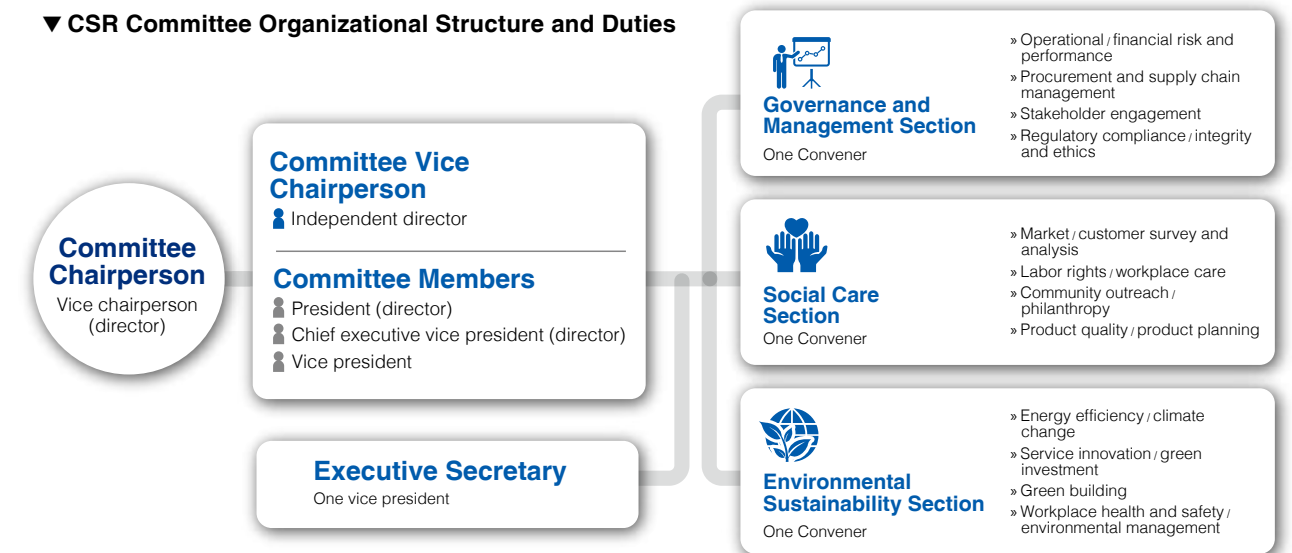 ▼ CSR Committee Organizational Structure and Duties
Committee
Chairperson
Vice chairperson
(director)
Committee Vice
Chairperson
Independent director
Committee Members
President (director)
Chief executive vice president (director)
Vice president
Executive Secretary
One vice president
Governance and
Management Section
One Convener
» Operational / financial risk and
performance
» Procurement and supply chain
management
» Stakeholder engagement
» Regulatory compliance / integrity
and ethics
Social Care
Section
One Convener
» Market / customer survey and
analysis
» Labor rights / workplace care
» Community outreach /
philanthropy
» Product quality / product planning
Environmental
Sustainability Section
One Convener
» Energy efficiency / climate
change
» Service innovation / green
investment
» Green building
» Workplace health and safety /
environmental management